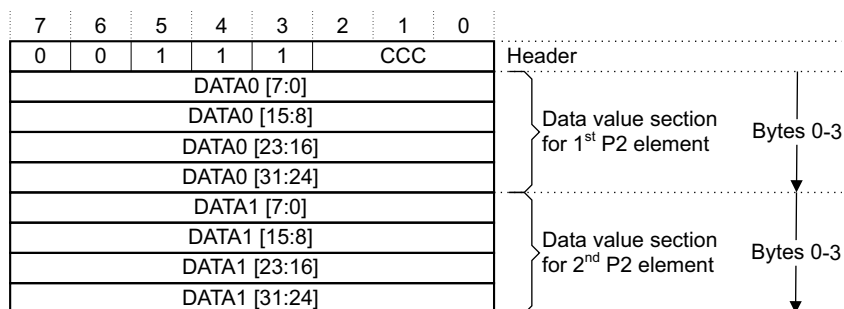 7 6 5 4 3 2 1 0
0 0 1 1 1 CCC Header
DATA0 [7:0]
DATA0 [15:8]
DATA0 [23:16]
DATA0 [31:24]
Data value section
for 1st P2 element
Bytes 0-3
DATA1 [7:0]
DATA1 [15:8]
DATA1 [23:16]
DATA1 [31:24]
Data value section
for 2nd P2 element
Bytes 0-3